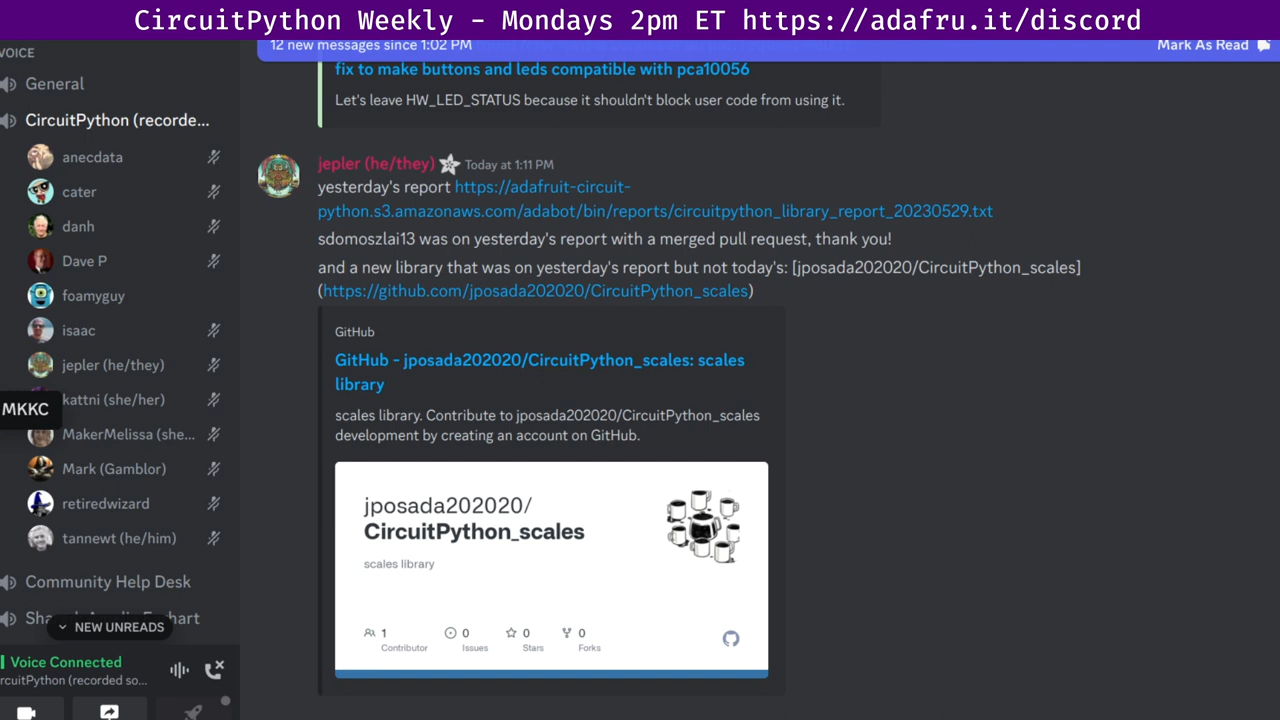 CircuitPython Weekly - Mondays 2pm ET https://adafru.it/discord
VOICE
General
CircuitPython (recorde...
anecdata
cater
danh
Dave P
foamyguy
isaac
jepler (he/they)
kattni (she/her)
MKKC
MakerMelissa (she...
Mark (Gamblor)
retiredwizard
tannewt (he/him)
Community Help Desk
NEW UNREADS
Voice Connected
rcuitPython (recorded so...
12 new messages since 1:02 PM
Mark As Read
fix to make buttons and leds compatible with pca10056
Let's leave HW_LED_STATUS because it shouldn't block user code from using it.
jepler (he/they) Today at 1:11 PM
yesterday's report https://adafruit-circuit-
python.s3.amazonaws.com/adabot/bin/reports/circuitpython_library_report_20230529.txt
sdomoszlai13 was on yesterday's report with a merged pull request, thank you!
and a new library that was on yesterday's report but not today's: [jposada202020/CircuitPython_scales]
(https://github.com/jposada202020/CircuitPython_scales)
GitHub
GitHub - jposada202020/CircuitPython_scales: scales
library
scales library. Contribute to jposada202020/CircuitPython_scales
development by creating an account on GitHub.
jposada202020/
CircuitPython_scales
scales library
1 0 0 0
Contributor Issues Stars Forks